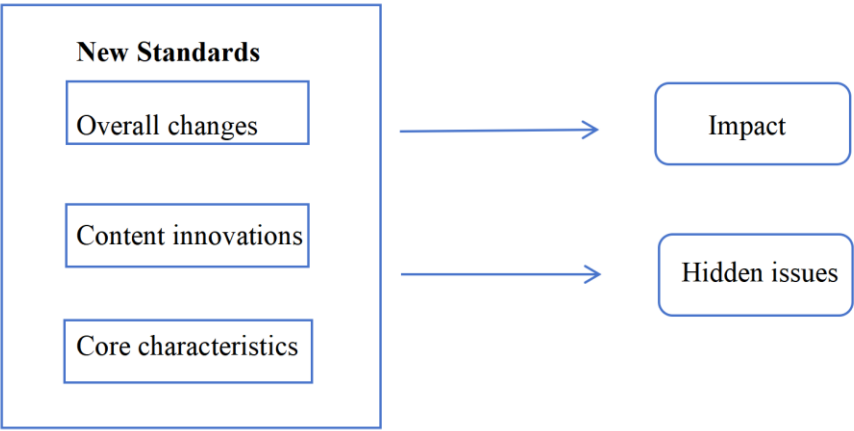 New Standards
Overall changes
Content innovations
Core characteristics
Impact
Hidden issues